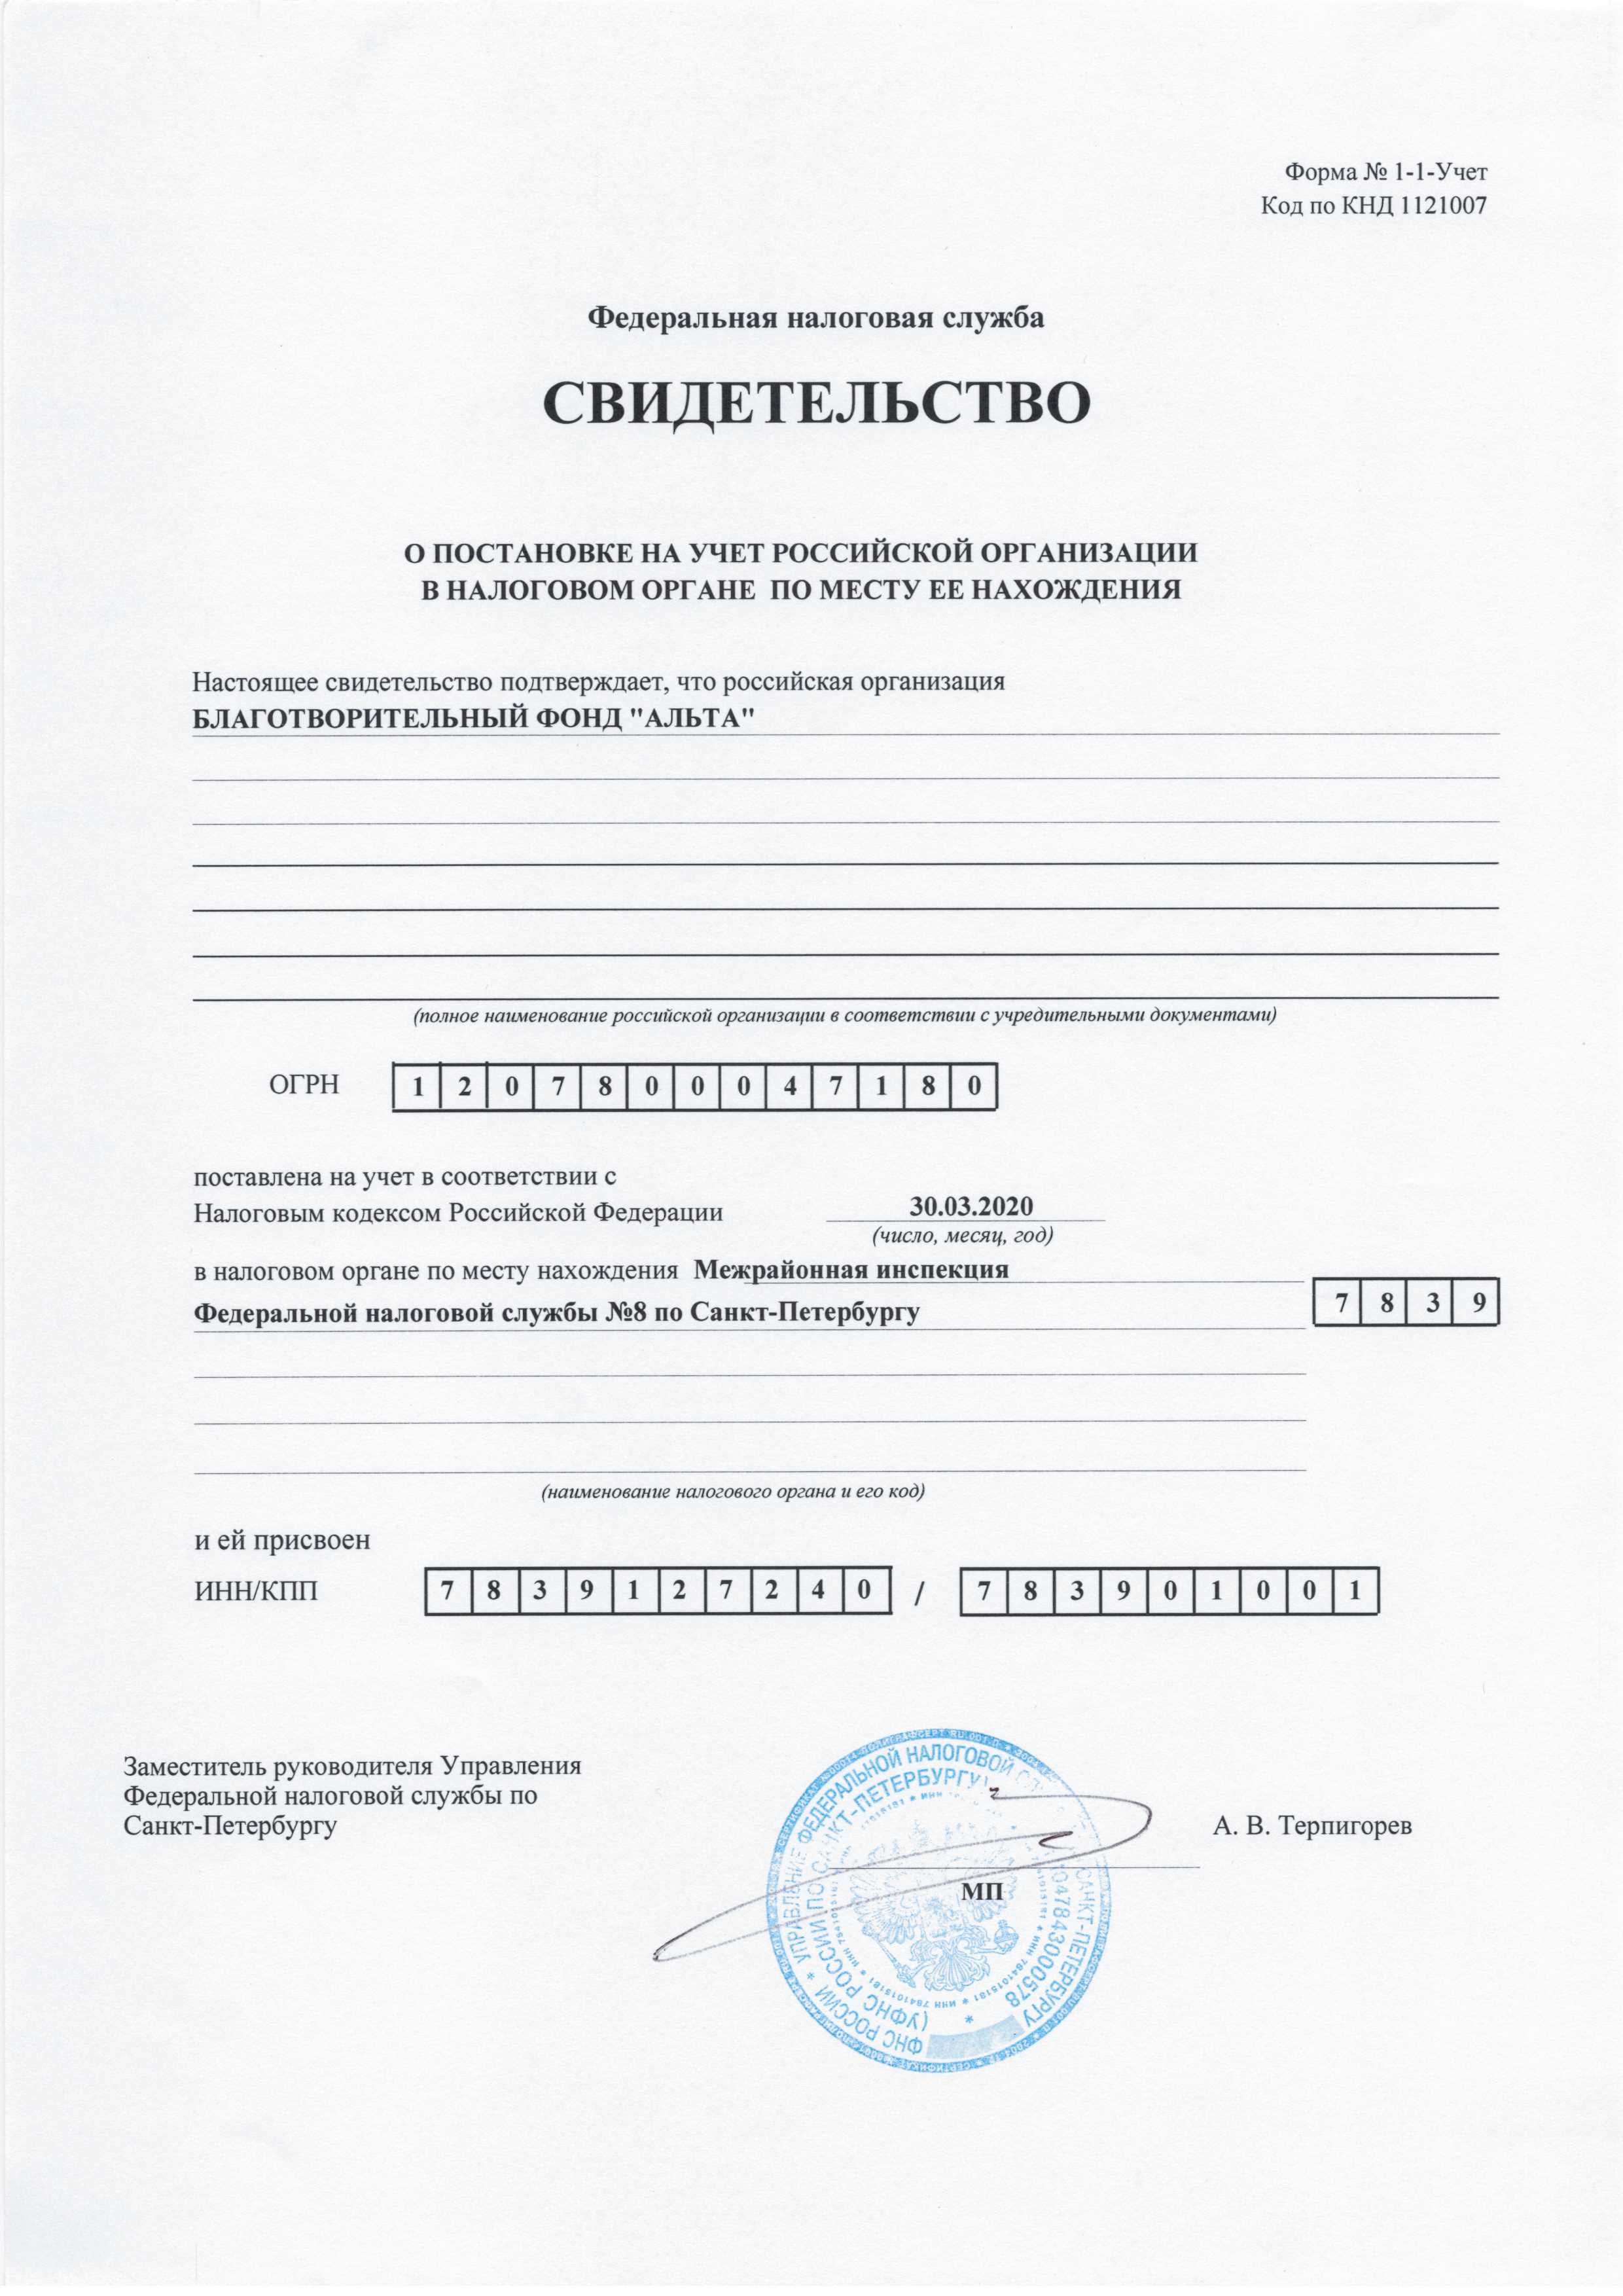 Форма № 1-1-Учет
Код по КНД 1121007
Федеральная налоговая служба
СВИДЕТЕЛЬСТВО
О ПОСТАНОВКЕ НА УЧЕТ РОССИЙСКОЙ ОРГАНИЗАЦИИ
В НАЛОГОВОМ ОРГАНЕ ПО МЕСТУ ЕЕ НАХОЖДЕНИЯ
Настоящее свидетельство подтверждает, что российская организация
БЛАГОТВОРИТЕЛЬНЫЙ ФОНД "АЛЬТА"
(полное наименование российской организации в соответствии с учредительными документами)
ОГРН 1 2 0 7 8 0 0 0 4 7 1 8 0
поставлена на учет в соответствии с
Налоговым кодексом Российской Федерации 30.03.2020
(число, месяц, год)
в налоговом органе по месту нахождения Межрайонная инспекция
Федеральной налоговой службы №8 по Санкт-Петербургу 7 8 3 9
(наименование налогового органа и его код)
и ей присвоен
ИНН/КПП 7 8 3 9 1 2 7 2 4 0 / 7 8 3 9 0 1 0 0 1
Заместитель руководителя Управления
Федеральной налоговой службы по
Санкт-Петербургу
А. В. Терпигорев
МП
УПРАВЛЕНИЕ ФЕДЕРАЛЬНОЙ НАЛОГОВОЙ
САНКТ-ПЕТЕРБУРГУ
ФНС РОССИИ
(УФНС РОССИИ ПО САНКТ-ПЕТЕРБУРГУ)
1047843000578
ИНН 7841015181